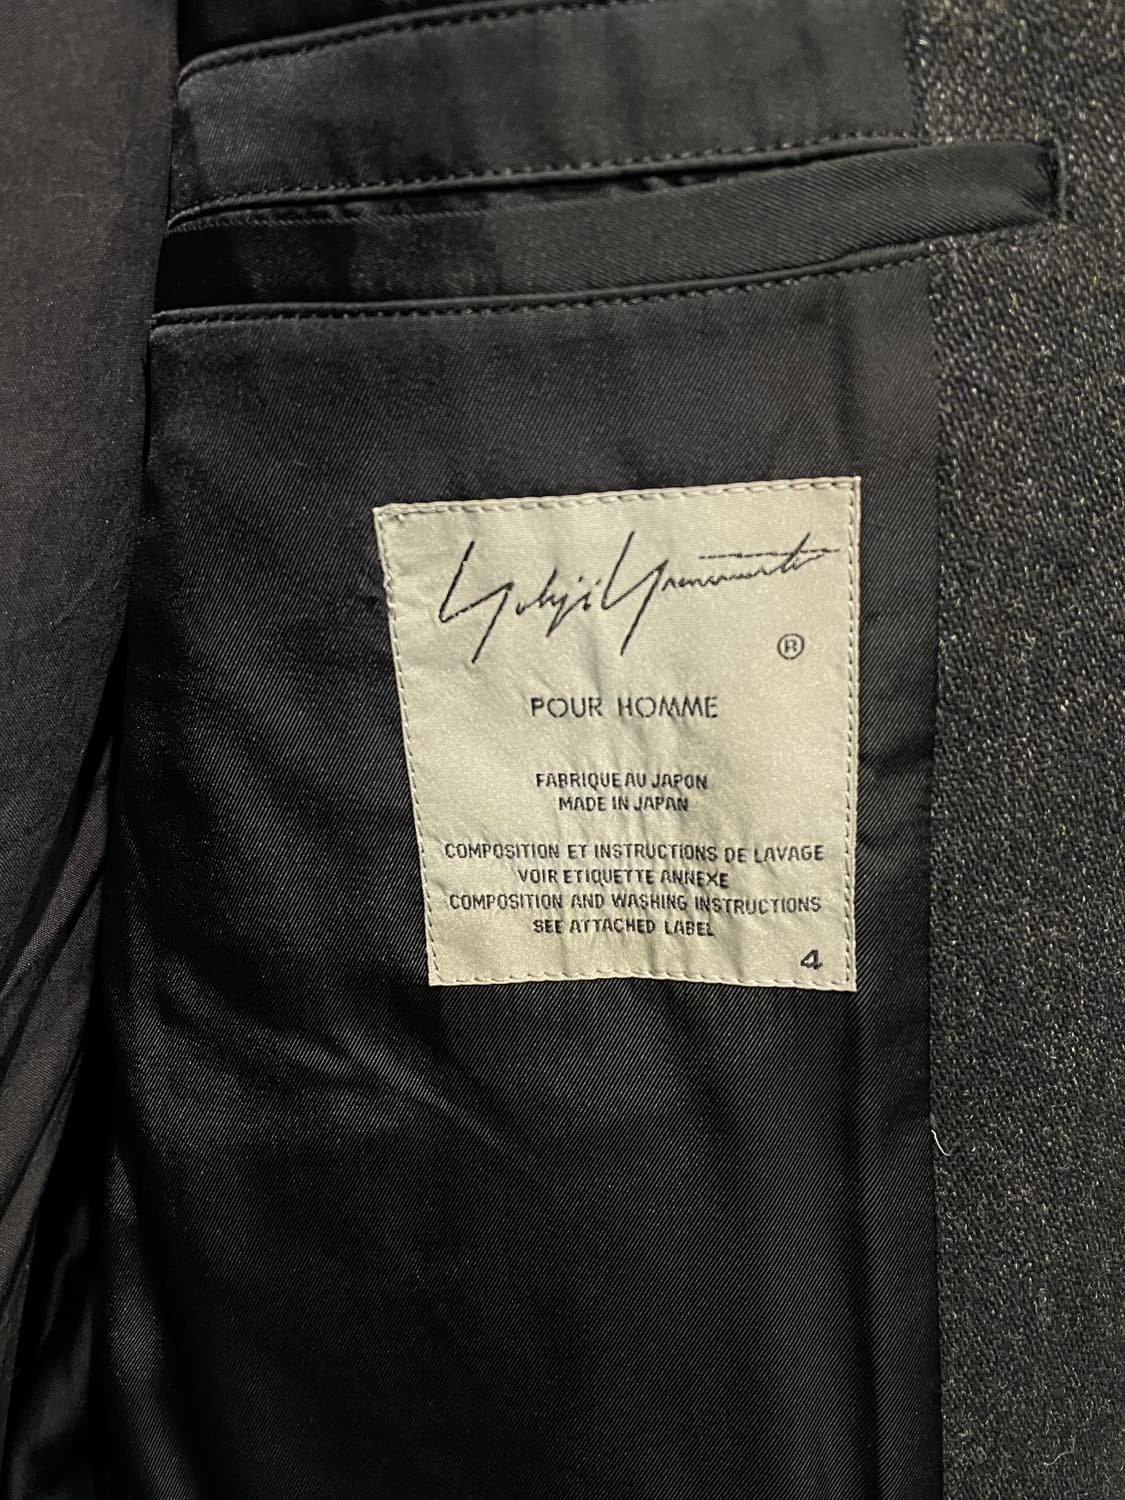 Yohji Yamamoto
®
POUR HOMME
FABRIQUE AU JAPON
MADE IN JAPAN
COMPOSITION ET INSTRUCTIONS DE LAVAGE
VOIR ETIQUETTE ANNEXE
COMPOSITION AND WASHING INSTRUCTIONS
SEE ATTACHED LABEL
4